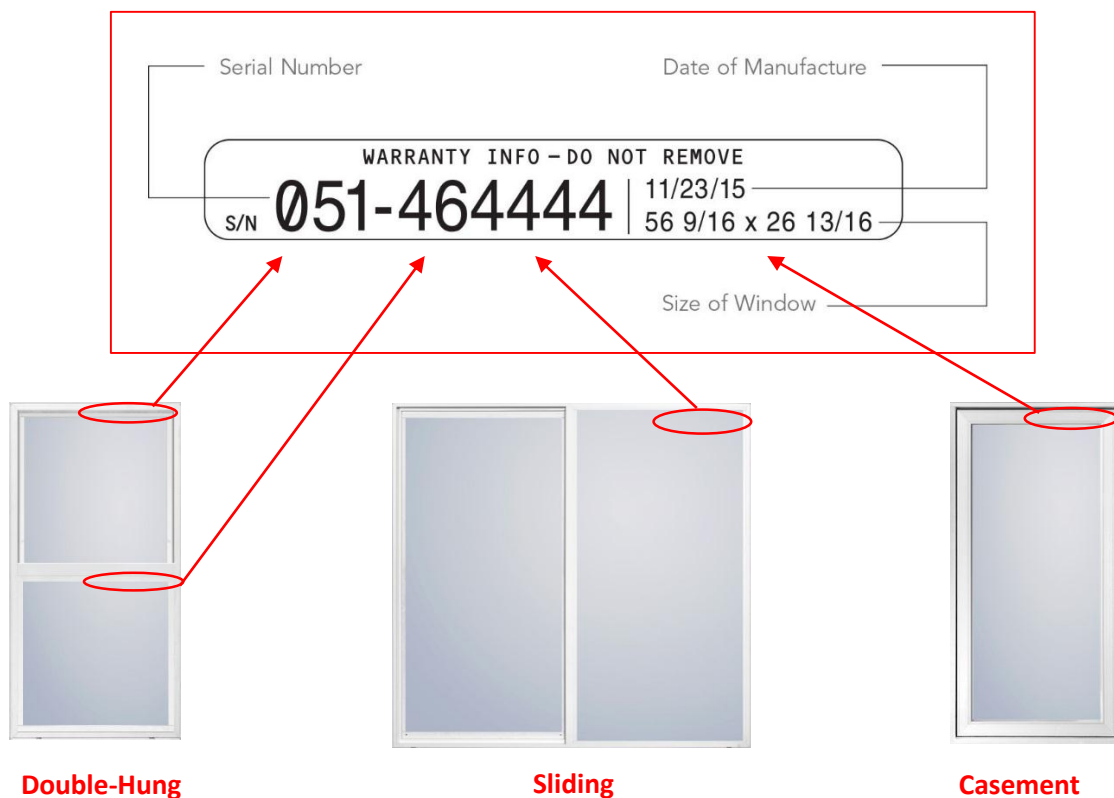 Serial Number
Date of Manufacture
WARRANTY INFO – DO NOT REMOVE
S/N 051-464444
11/23/15
56 9/16 x 26 13/16
Size of Window
Double-Hung
Sliding
Casement